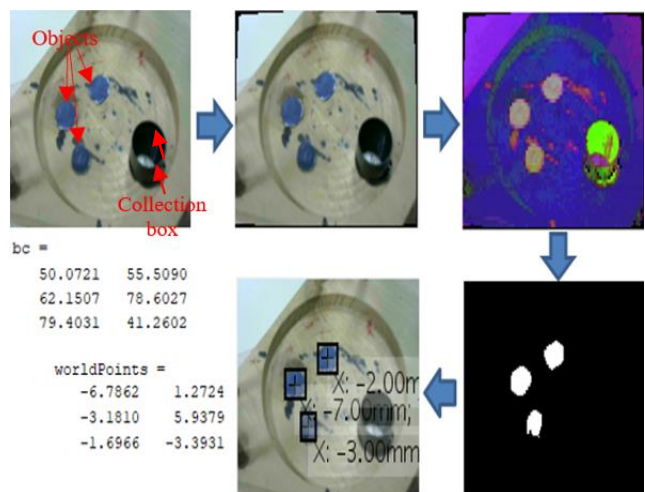 Objects
Collection
box
bc =
50.0721 55.5090
62.1507 78.6027
79.4031 41.2602
worldPoints =
-6.7862 1.2724
-3.1810 5.9379
-1.6966 -3.3931
X: -2.00m
X: -7.00mm;
X: -3.00mm